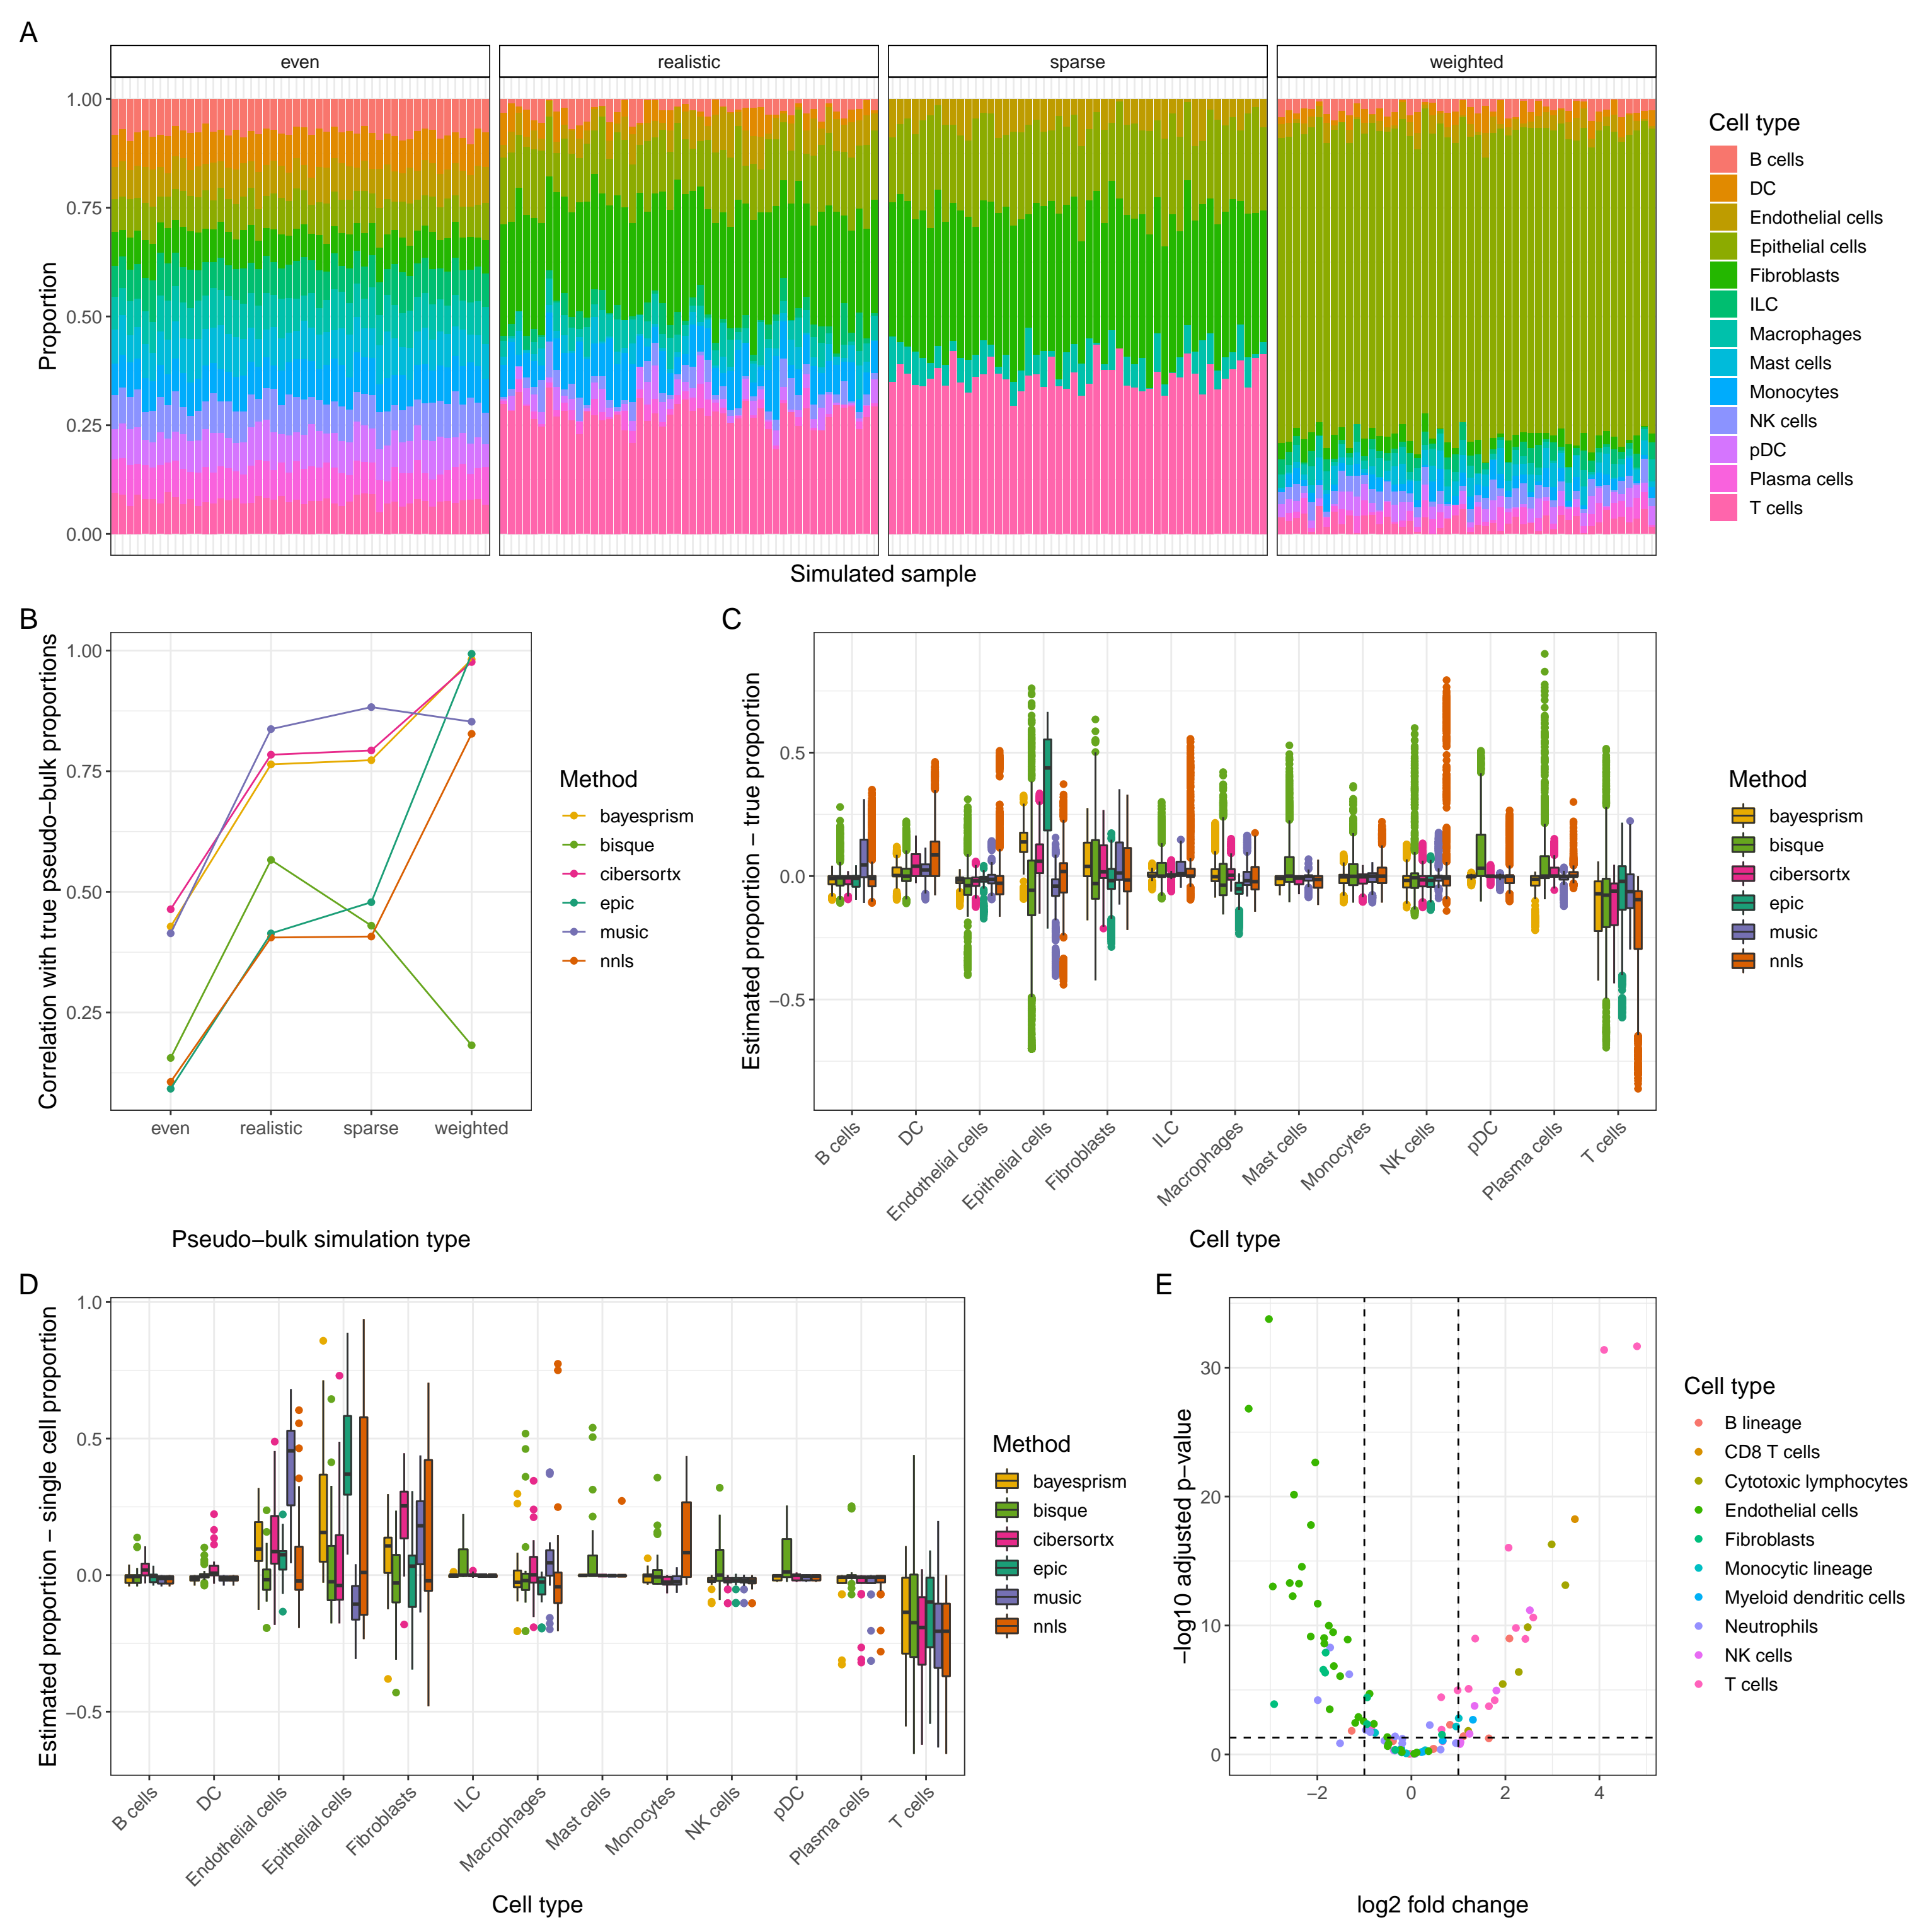 A
even realistic sparse weighted
1.00
0.75
0.50
0.25
0.00
Proportion
Simulated sample
Cell type
B cells
DC
Endothelial cells
Epithelial cells
Fibroblasts
ILC
Macrophages
Mast cells
Monocytes
NK cells
pDC
Plasma cells
T cells
B
Correlation with true pseudo−bulk proportions
1.00
0.75
0.50
0.25
even realistic sparse weighted
Pseudo−bulk simulation type
Method
bayesprism
bisque
cibersortx
epic
music
nnls
C
Estimated proportion − true proportion
0.5
0.0
−0.5
B cells DC Endothelial cells Epithelial cells Fibroblasts ILC Macrophages Mast cells Monocytes NK cells pDC Plasma cells T cells
Cell type
Method
bayesprism
bisque
cibersortx
epic
music
nnls
D
Estimated proportion − single cell proportion
1.0
0.5
0.0
−0.5
B cells DC Endothelial cells Epithelial cells Fibroblasts ILC Macrophages Mast cells Monocytes NK cells pDC Plasma cells T cells
Cell type
Method
bayesprism
bisque
cibersortx
epic
music
nnls
E
−log10 adjusted p−value
30
20
10
0
−2 0 2 4
log2 fold change
Cell type
B lineage
CD8 T cells
Cytotoxic lymphocytes
Endothelial cells
Fibroblasts
Monocytic lineage
Myeloid dendritic cells
Neutrophils
NK cells
T cells